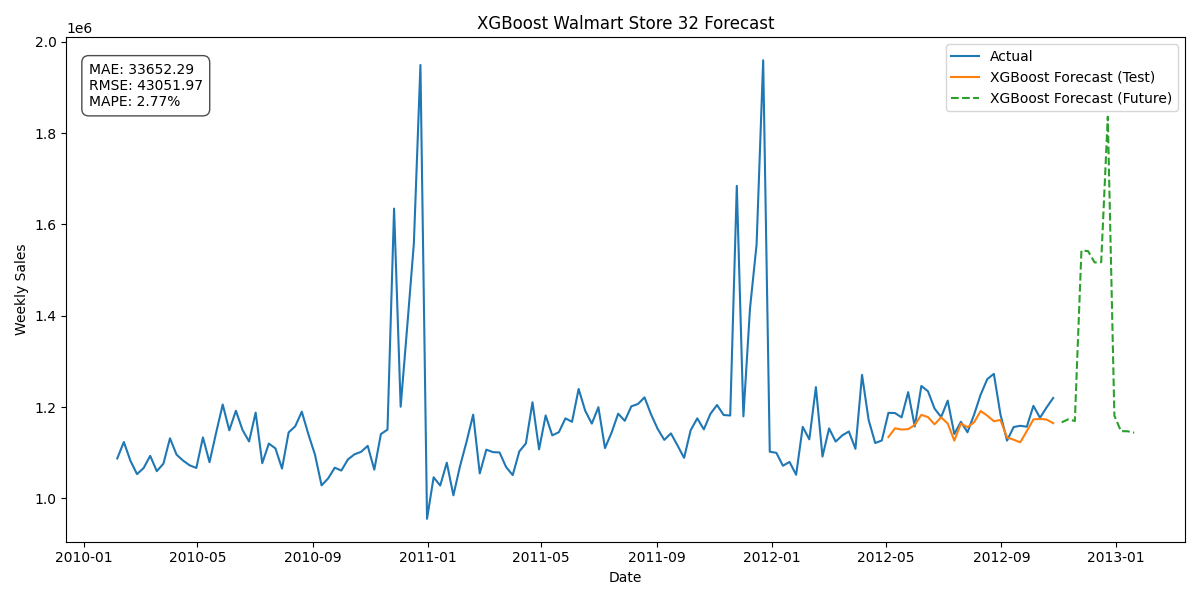 XGBoost Walmart Store 32 Forecast
1e6
MAE: 33652.29
RMSE: 43051.97
MAPE: 2.77%
Actual
XGBoost Forecast (Test)
XGBoost Forecast (Future)
Weekly Sales
2.0
1.8
1.6
1.4
1.2
1.0
2010-01 2010-05 2010-09 2011-01 2011-05 2011-09 2012-01 2012-05 2012-09 2013-01
Date